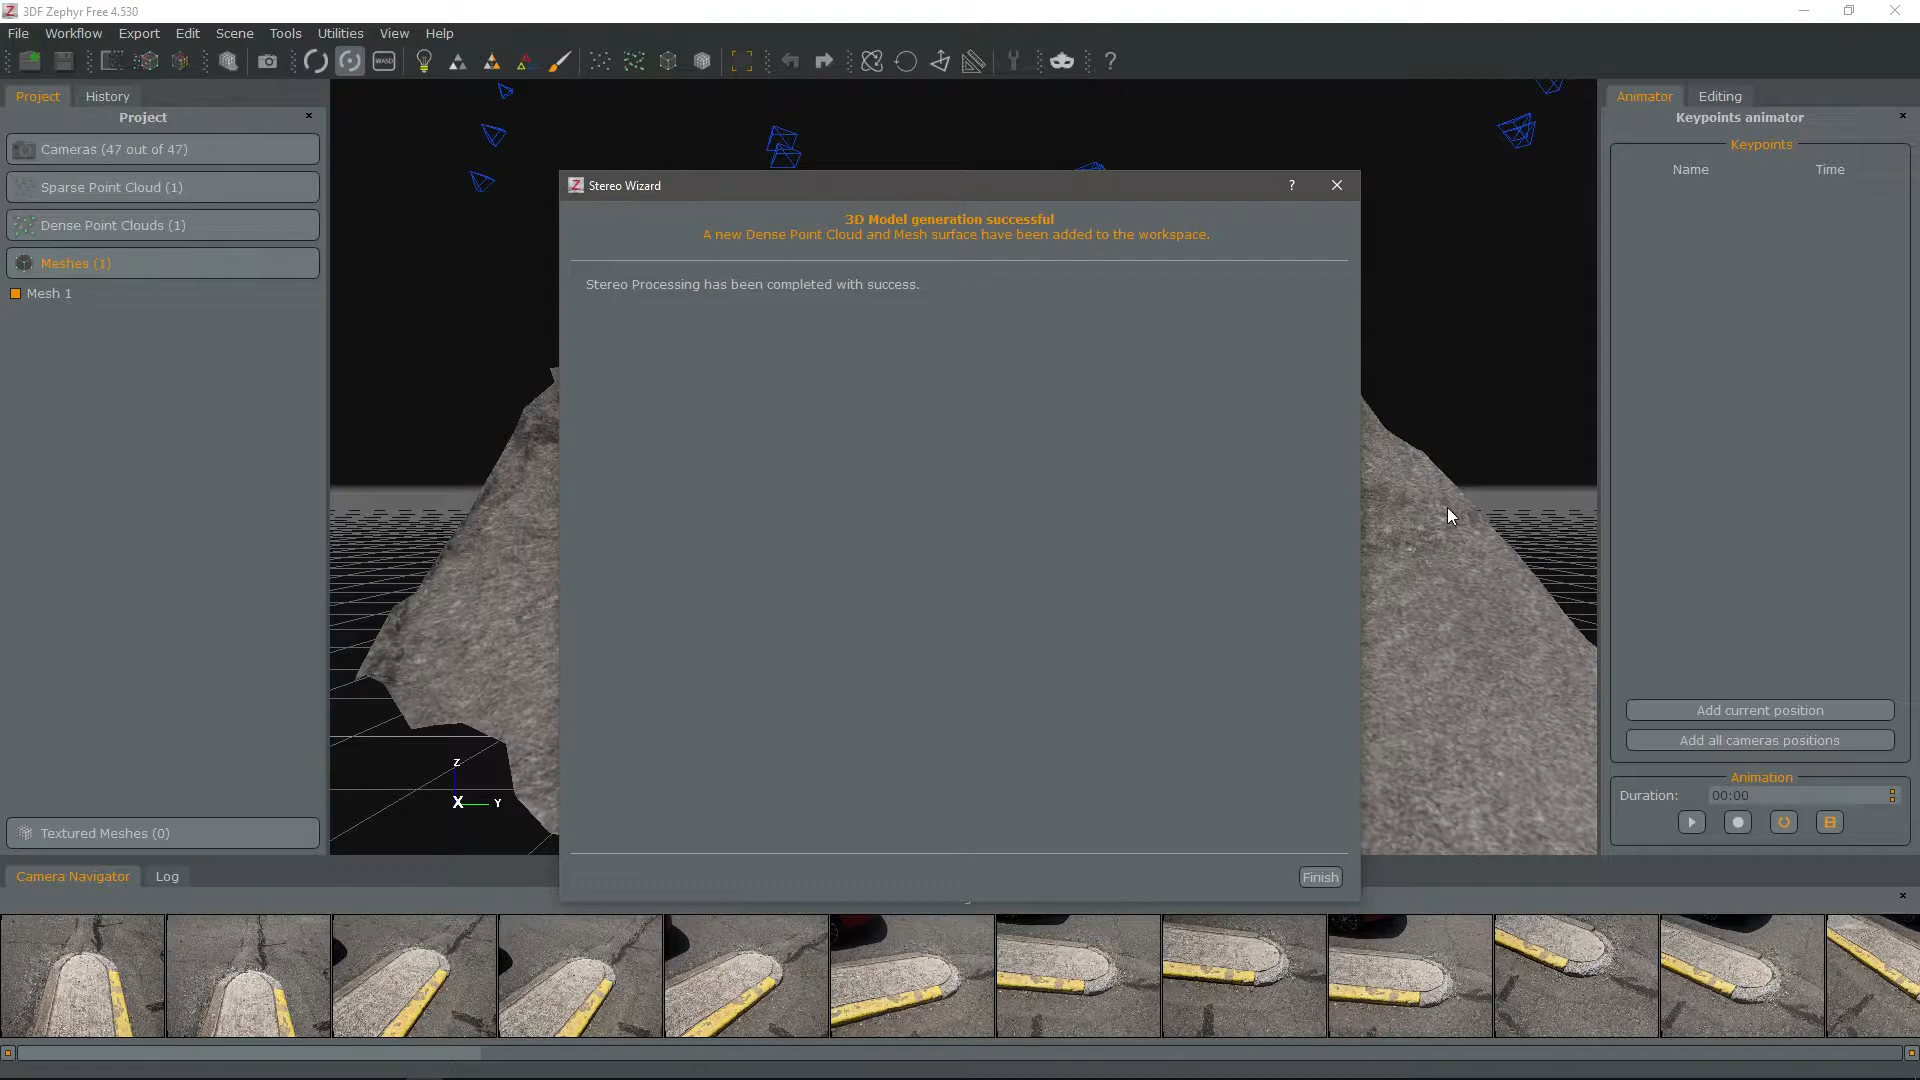 3DF Zephyr Free 4.530
File Workflow Export Edit Scene Tools Utilities View Help
WASD
Project History
Project
Cameras (47 out of 47)
Sparse Point Cloud (1)
Dense Point Clouds (1)
Meshes (1)
Mesh 1
Textured Meshes (0)
Z
X Y
Stereo Wizard
3D Model generation successful
A new Dense Point Cloud and Mesh surface have been added to the workspace.
Stereo Processing has been completed with success.
Finish
Animator Editing
Keypoints animator
Keypoints
Name Time
Add current position
Add all cameras positions
Animation
Duration: 00:00
Camera Navigator Log